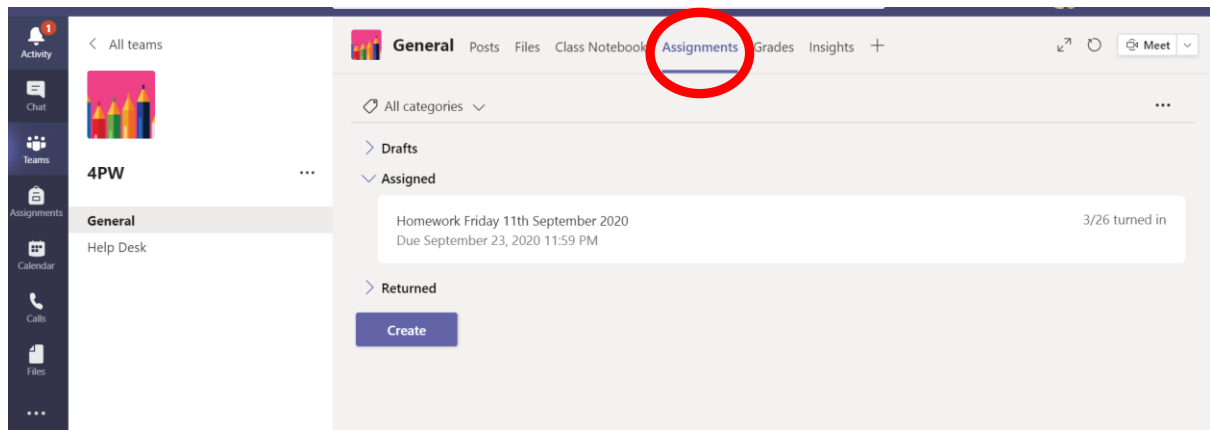 1
Activity
Chat
Teams
Assignments
Calendar
Calls
Files
All teams
4PW
General
Help Desk
General Posts Files Class Notebook Assignments Grades Insights
Meet
All categories
Drafts
Assigned
Homework Friday 11th September 2020
3/26 turned in
Due September 23, 2020 11:59 PM
Returned
Create